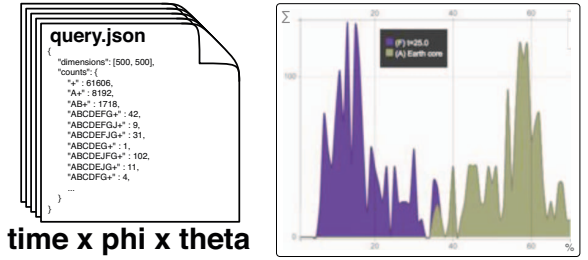 query.json
{
"dimensions": [500, 500],
"counts": {
"+" : 61606,
"A+" : 8192,
"AB+" : 1718,
"ABCDEFG+" : 42,
"ABCDEFGJ+" : 9,
"ABCDEFJG+" : 31,
"ABCDEG+" : 1,
"ABCDEJFG+" : 102,
"ABCDEJG+" : 11,
"ABCDFG+" : 4,
...
}
}
time x phi x theta
∑
20 40 60
(F) t=25.0
(A) Earth core
100
0
20 40 60 %